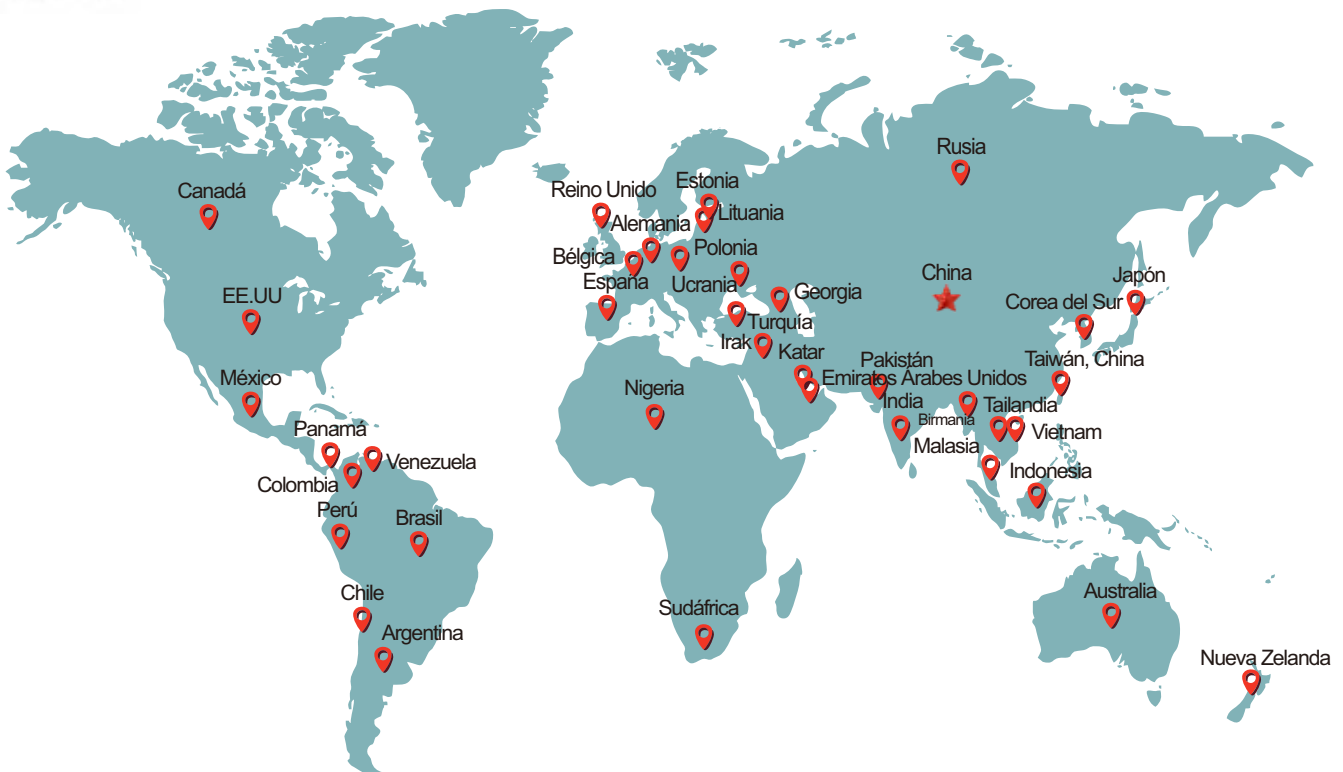 Rusia
Canadá
Reino Unido
Estonia
Lituania
Alemania
Polonia
Bélgica
España
Ucrania
Georgia
China
Japón
EE.UU
Corea del Sur
Turquía
Irak
Katar
Pakistán
Taiwán, China
México
Nigeria
Emiratos Árabes Unidos
India
Birmania
Tailandia
Panamá
Vietnam
Malasia
Venezuela
Colombia
Indonesia
Perú
Brasil
Chile
Australia
Sudáfrica
Argentina
Nueva Zelanda